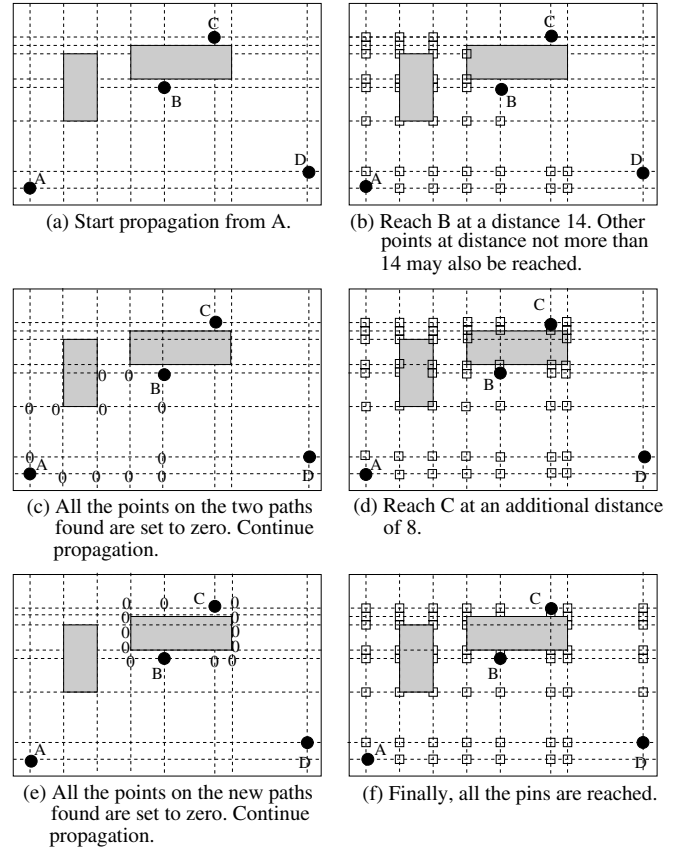 C
B
D
A
(a) Start propagation from A.
C
B
D
A
(b) Reach B at a distance 14. Other
points at distance not more than
14 may also be reached.
C
0 0
B
0 0 0 0
0 0
A
D
0 0 0 0
(c) All the points on the two paths
found are set to zero. Continue
propagation.
C
B
A
D
(d) Reach C at an additional distance
of 8.
0 0 C 0
0 0
0 0
0 0 0
B
A
D
(e) All the points on the new paths
found are set to zero. Continue
propagation.
C
B
A
D
(f) Finally, all the pins are reached.